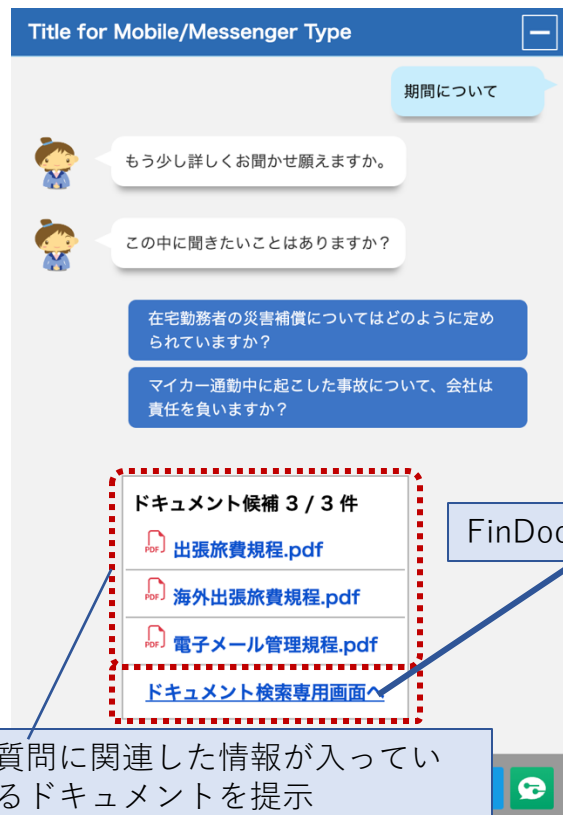 Title for Mobile/Messenger Type
期間について
もう少し詳しくお聞かせ願えますか。
この中に聞きたいことはありますか？
在宅勤務者の災害補償についてはどのように定め
られていますか？
マイカー通勤中に起こした事故について、会社は
責任を負いますか？
ドキュメント候補 3 / 3 件
PDF 出張旅費規程.pdf
PDF 海外出張旅費規程.pdf
PDF 電子メール管理規程.pdf
ドキュメント検索専用画面へ
FinDoc
質問に関連した情報が入ってい
るドキュメントを提示